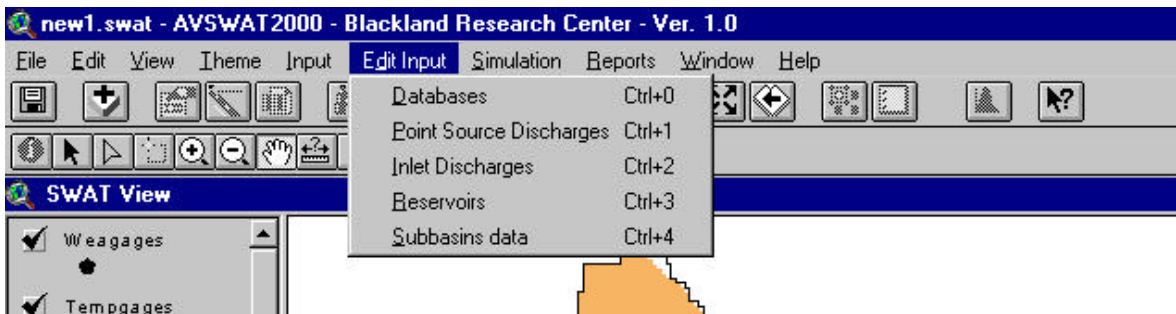 new1.swat - AVSWAT2000 - Blackland Research Center - Ver. 1.0
File Edit View Theme Input Edit Input Simulation Reports Window Help
Databases Ctrl+0
Point Source Discharges Ctrl+1
Inlet Discharges Ctrl+2
Reservoirs Ctrl+3
Subbasins data Ctrl+4
SWAT View
Weagages
Tempgages